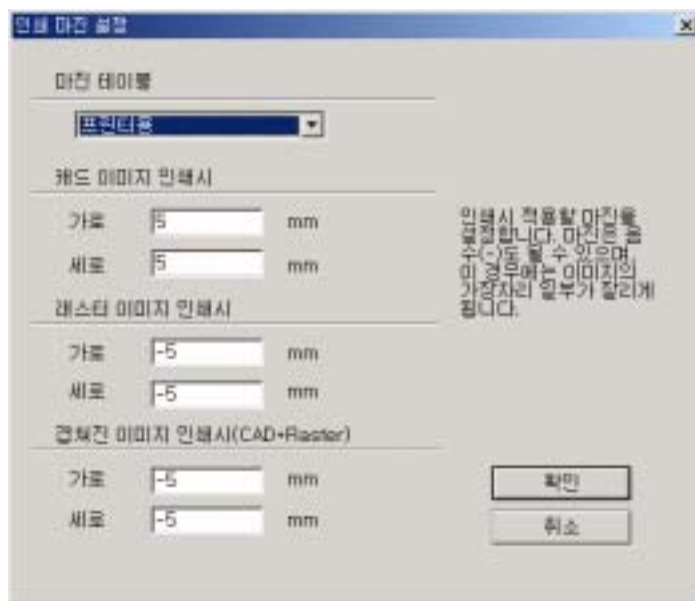 인쇄 마진 설정
마진 테이블
프린터용
캐드 이미지 인쇄시
가로 5 mm
세로 5 mm
래스터 이미지 인쇄시
가로 -5 mm
세로 -5 mm
겹쳐진 이미지 인쇄시(CAD+Raster)
가로 -5 mm
세로 -5 mm
인쇄시 적용할 마진을
설정합니다. 마진은 음
수(-)도 될 수 있으며
이 경우에는 이미지의
가장자리 일부가 잘리게
됩니다.
확인
취소